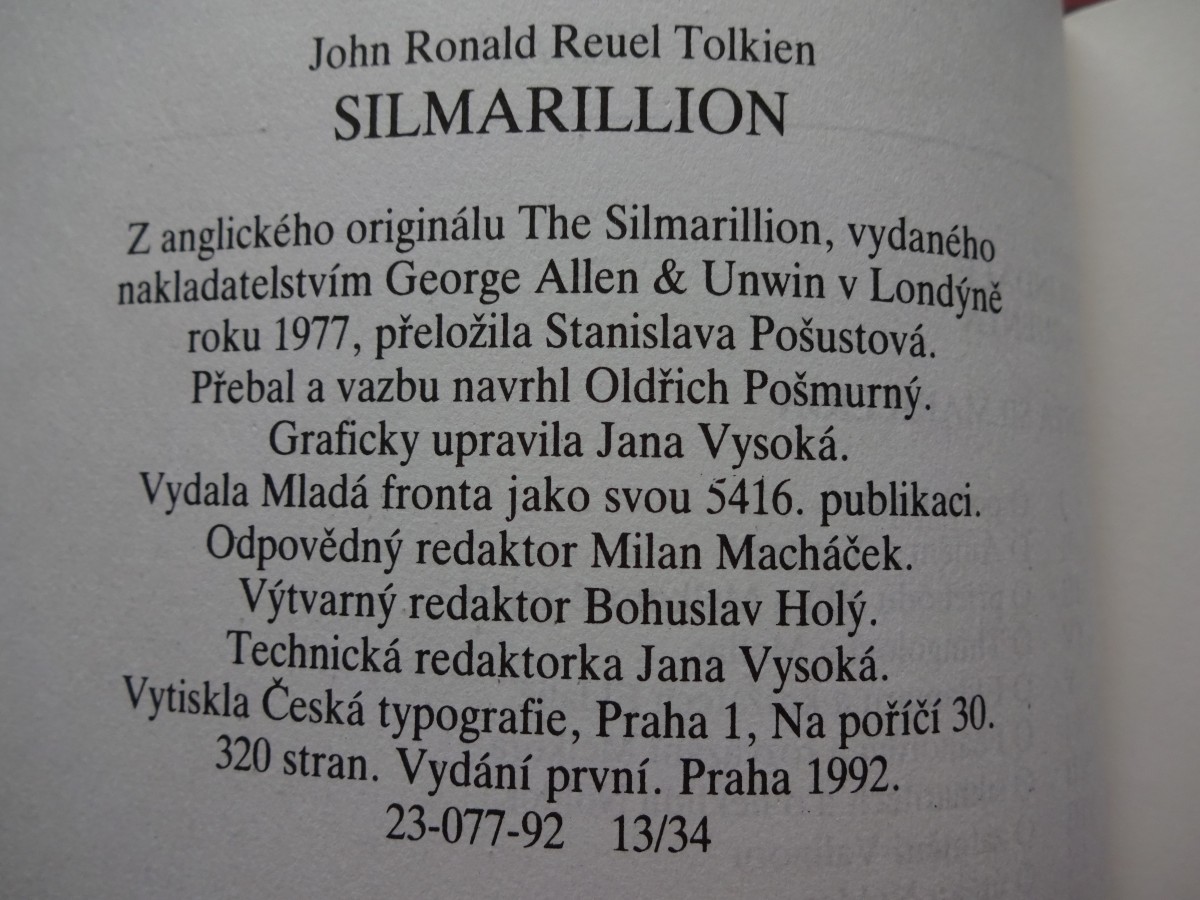 John Ronald Reuel Tolkien
SILMARILLION
Z anglického originálu The Silmarillion, vydaného
nakladatelstvím George Allen & Unwin v Londýně
roku 1977, přeložila Stanislava Pošustová.
Přebal a vazbu navrhl Oldřich Pošmurný.
Graficky upravila Jana Vysoká.
Vydala Mladá fronta jako svou 5416. publikaci.
Odpovědný redaktor Milan Macháček.
Výtvarný redaktor Bohuslav Holý.
Technická redaktorka Jana Vysoká.
Vytiskla Česká typografie, Praha 1, Na poříčí 30.
320 stran. Vydání první. Praha 1992.
23-077-92 13/34